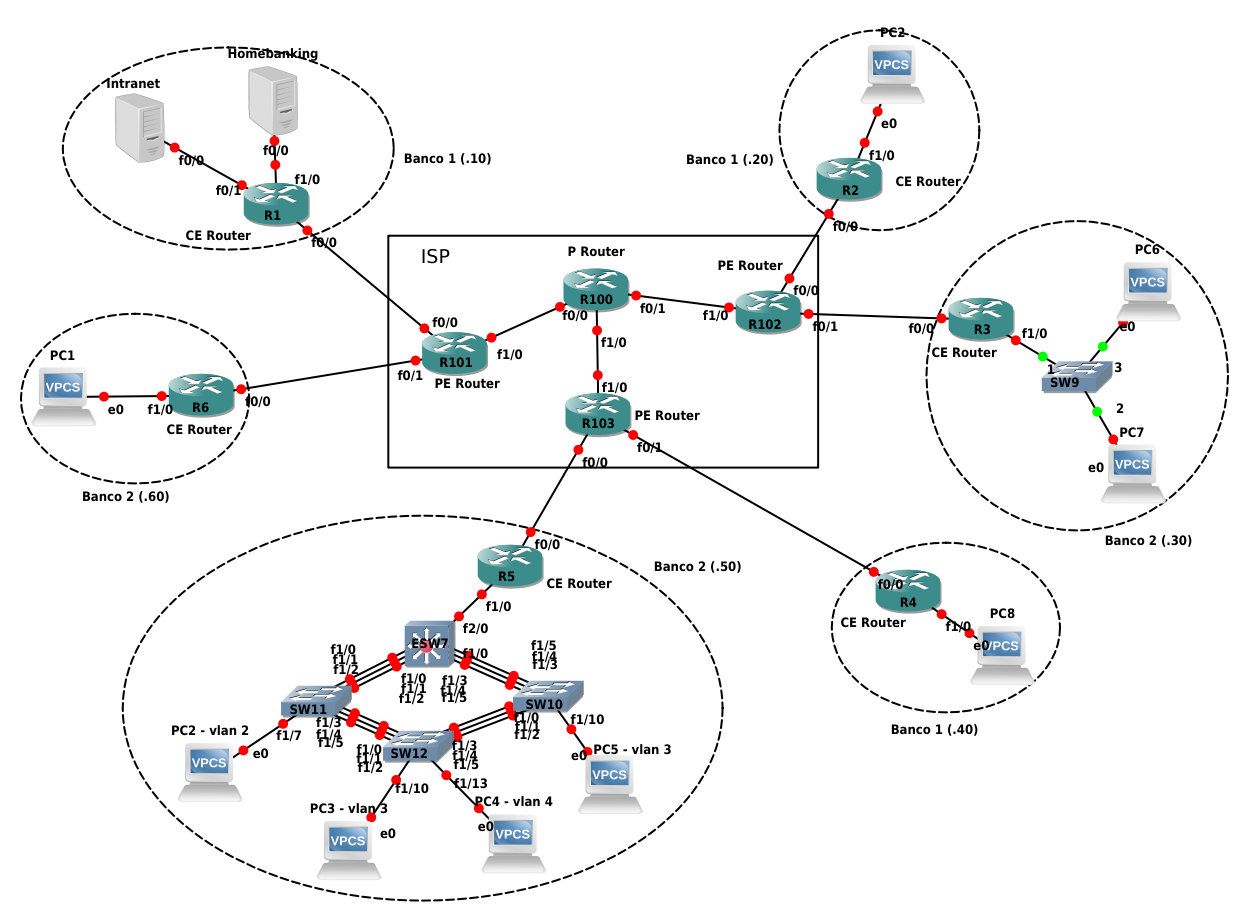 Homebanking
Intranet
f0/0
f0/0
f0/1
f1/0
R1
CE Router
f0/0
Banco 1 (.10)
PC2
VPCS
e0
f1/0
R2
CE Router
f0/0
Banco 1 (.20)
ISP
P Router
R100
f0/0
f0/1
f1/0
PE Router
f0/0
R102
f1/0
f0/1
f0/0
R101
f1/0
f0/1
PE Router
f1/0
R103
PE Router
f0/0
f0/1
PC6
VPCS
e0
f0/0
R3
f1/0
CE Router
1
3
SW9
2
PC7
VPCS
e0
Banco 2 (.30)
PC1
VPCS
e0
f1/0
R6
f0/0
CE Router
Banco 2 (.60)
f0/0
R5
CE Router
f1/0
Banco 2 (.50)
f2/0
ESW7
f1/0
f1/0
f1/1
f1/2
f1/0
f1/1
f1/2
f1/3
f1/4
f1/5
f1/5
f1/4
f1/3
SW11
SW10
f1/3
f1/4
f1/5
f1/0
f1/1
f1/2
f1/0
f1/1
f1/2
SW12
f1/3
f1/4
f1/5
f1/7
PC2 - vlan 2
VPCS
e0
f1/10
PC5 - vlan 3
e0
VPCS
f1/10
f1/13
PC3 - vlan 3
VPCS
e0
PC4 - vlan 4
e0
VPCS
f0/0
R4
CE Router
f1/0
PC8
e0
VPCS
Banco 1 (.40)